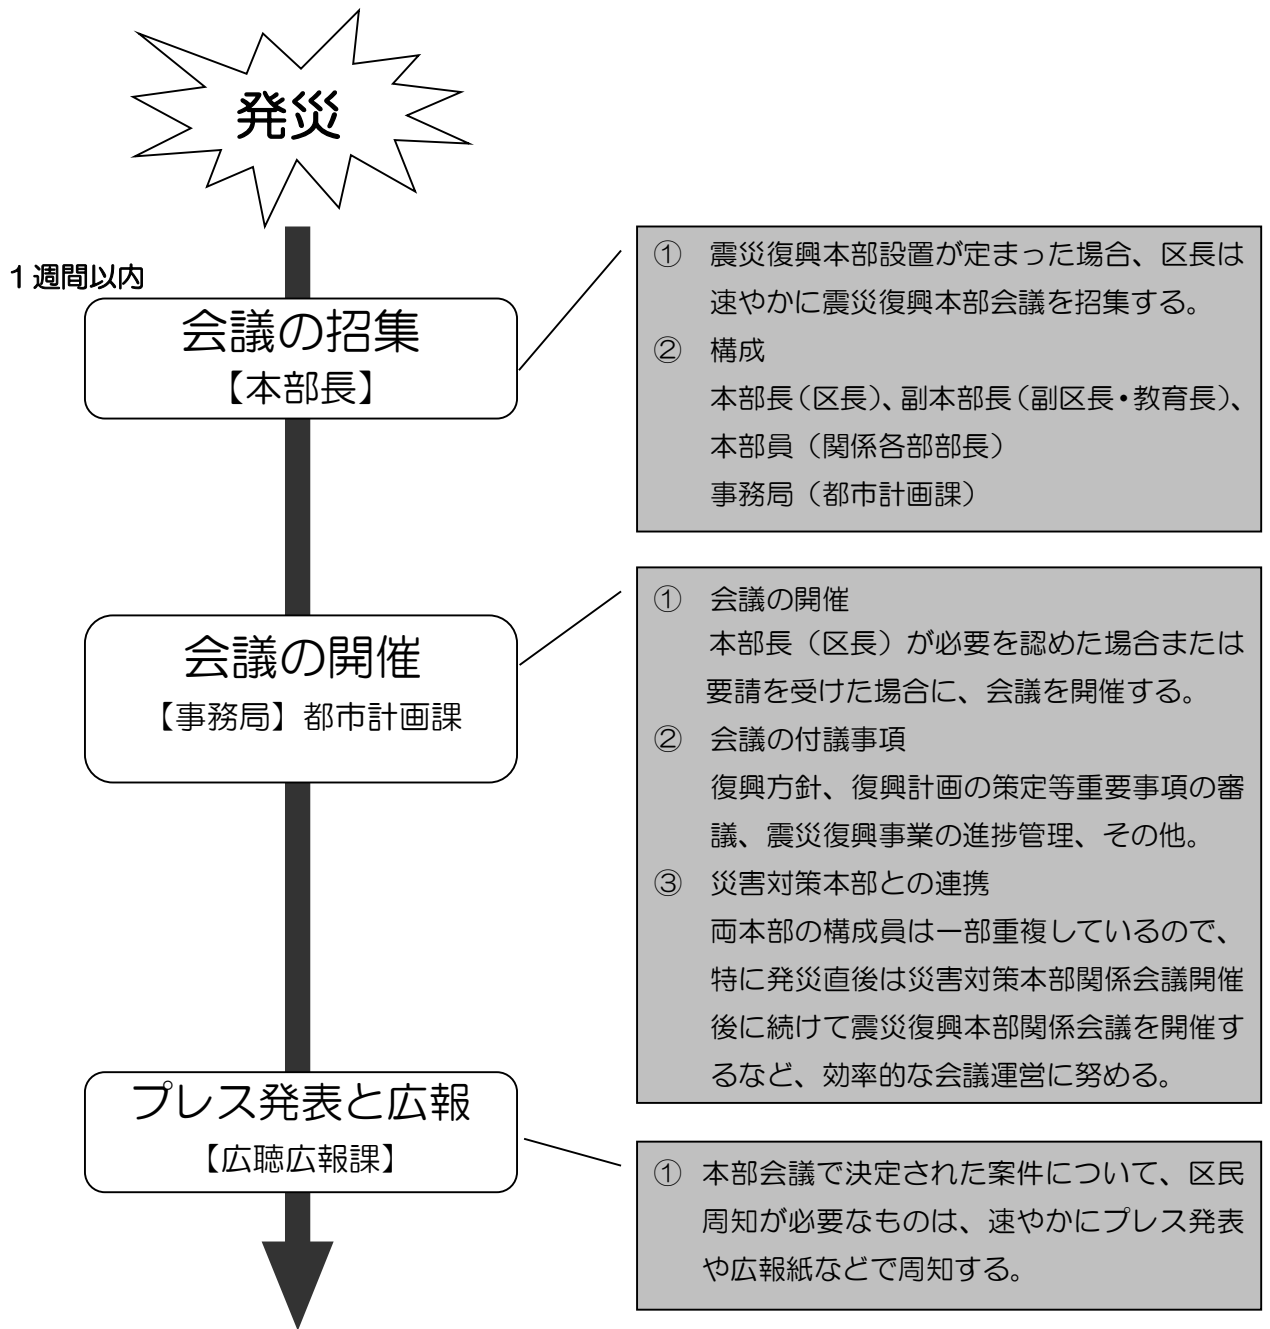 発災
1週間以内
会議の招集
【本部長】
① 震災復興本部設置が定まった場合、区長は
速やかに震災復興本部会議を招集する。
② 構成
本部長（区長）、副本部長（副区長・教育長）、
本部員（関係各部部長）
事務局（都市計画課）
会議の開催
【事務局】都市計画課
① 会議の開催
本部長（区長）が必要を認めた場合または
要請を受けた場合に、会議を開催する。
② 会議の付議事項
復興方針、復興計画の策定等重要事項の審
議、震災復興事業の進捗管理、その他。
③ 災害対策本部との連携
両本部の構成員は一部重複しているので、
特に発災直後は災害対策本部関係会議開催
後に続けて震災復興本部関係会議を開催す
るなど、効率的な会議運営に努める。
プレス発表と広報
【広聴広報課】
① 本部会議で決定された案件について、区民
周知が必要なものは、速やかにプレス発表
や広報紙などで周知する。